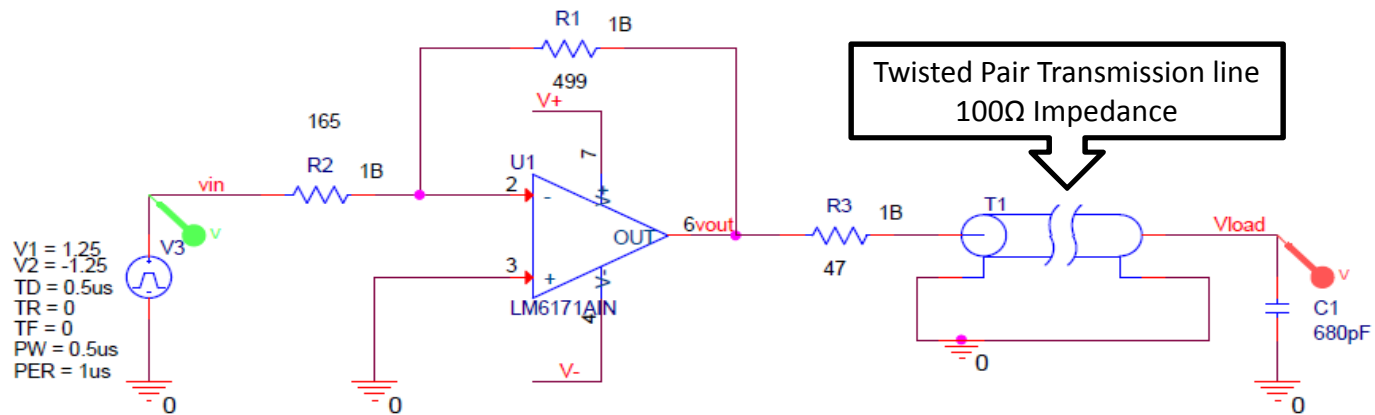 R1
1B
499
Twisted Pair Transmission line
100Ω Impedance
V+
165
R2
1B
vin
U1
7
V+
2
-
T1
R3
1B
Vload
v
V3
6
vout
OUT
47
v
V1 = 1.25
V2 = -1.25
TD = 0.5us
TR = 0
TF = 0
PW = 0.5us
PER = 1us
3
+
V-
LM6171AIN
4
C1
680pF
0
V-
0
0
0